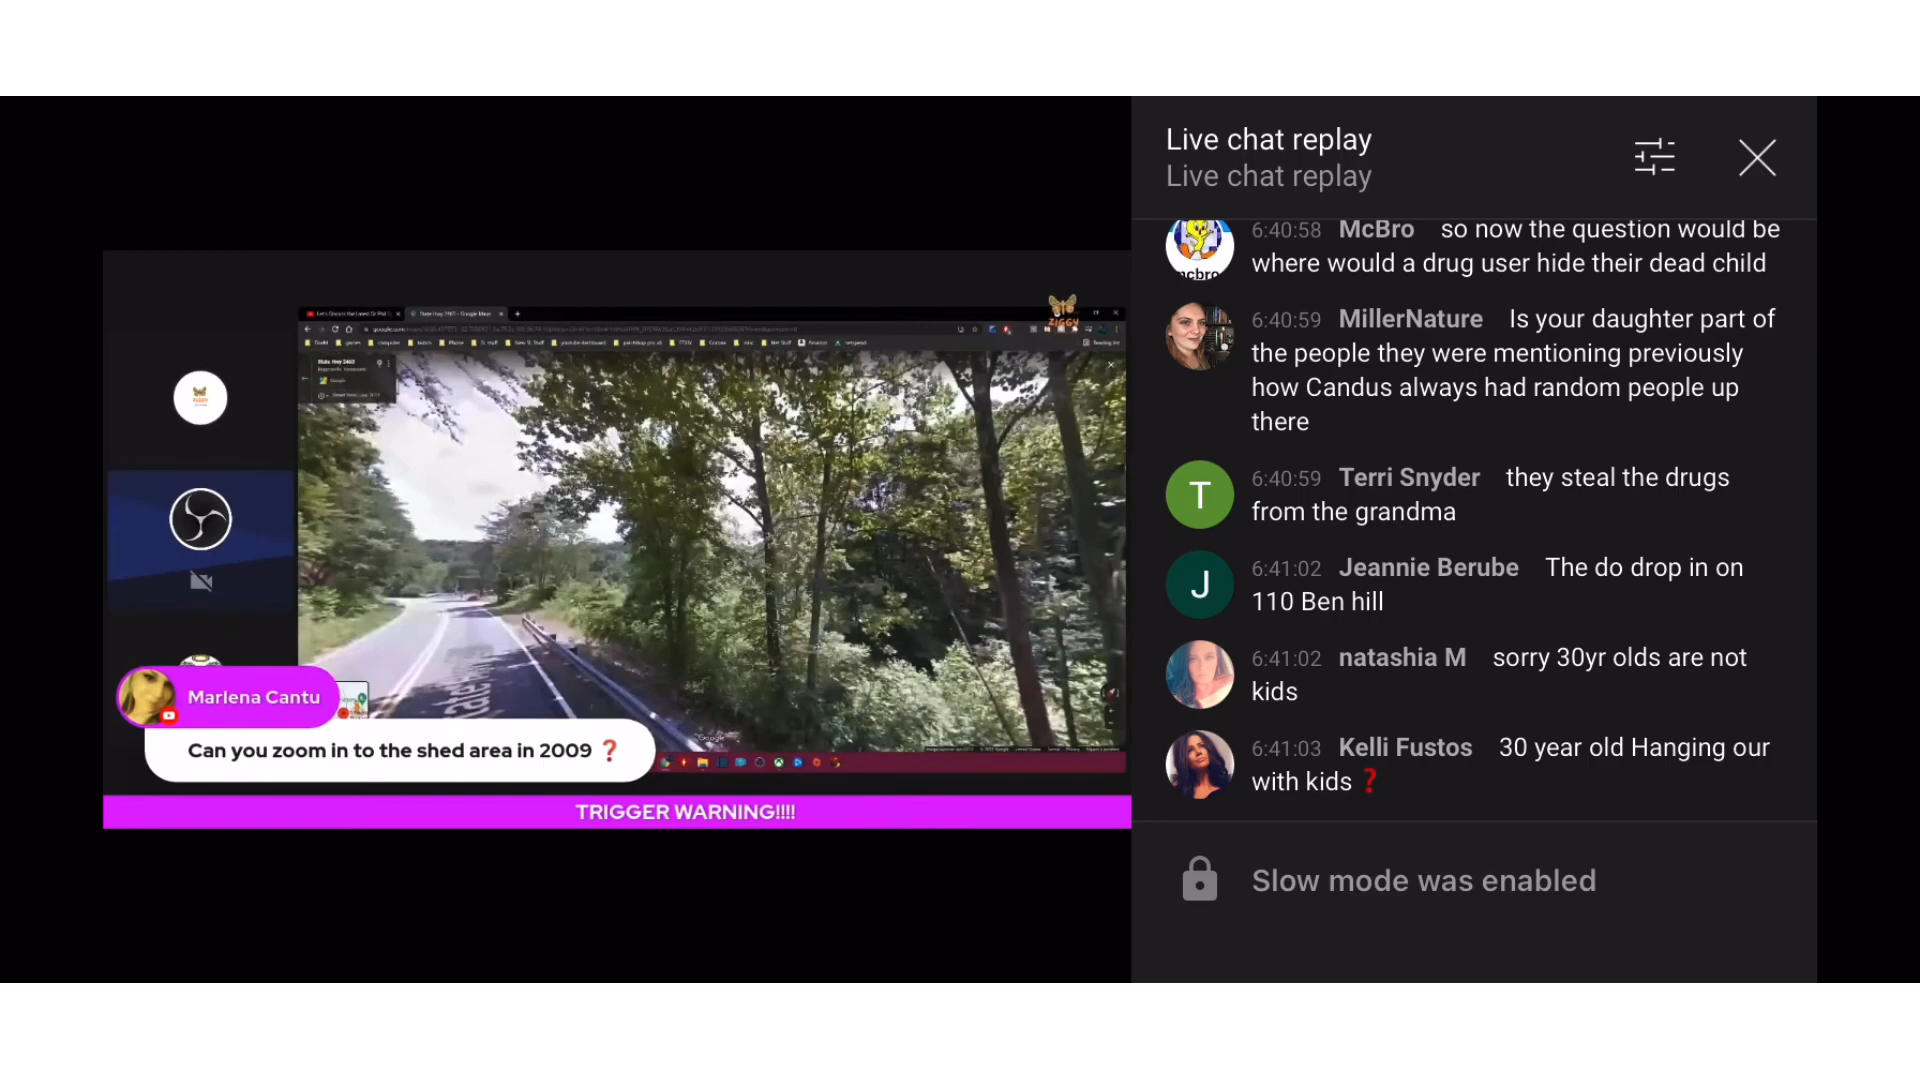 Live chat replay
Live chat replay
6:40:58 McBro so now the question would be
where would a drug user hide their dead child
mcbro
6:40:59 MillerNature Is your daughter part of
the people they were mentioning previously
how Candus always had random people up
there
T
6:40:59 Terri Snyder they steal the drugs
from the grandma
J
6:41:02 Jeannie Berube The do drop in on
110 Ben hill
6:41:02 natashia M sorry 30yr olds are not
kids
6:41:03 Kelli Fustos 30 year old Hanging our
with kids ❓
Slow mode was enabled
ZIGGY
Google
Marlena Cantu
Can you zoom in to the shed area in 2009 ❓
TRIGGER WARNING!!!!